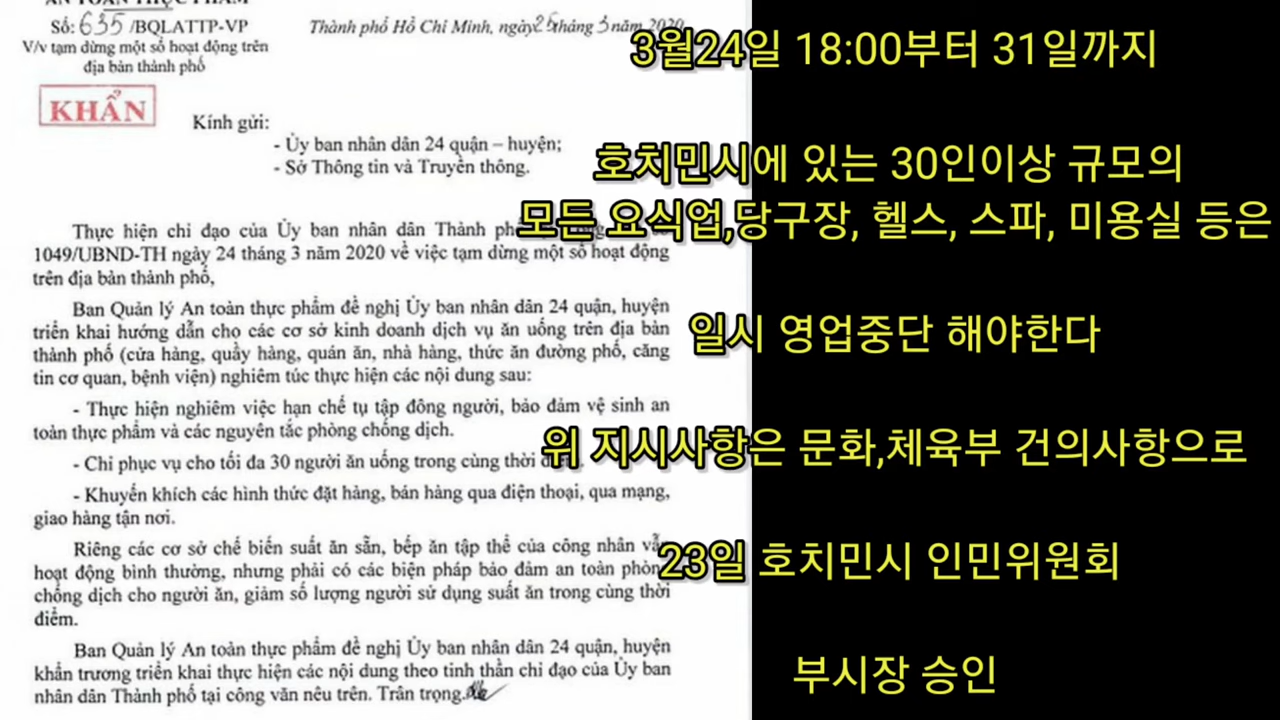 AN TOÀN THỰC PHẨM
Số: 635 /BQLATTP-VP
V/v tạm dừng một số hoạt động trên
địa bàn thành phố
KHẨN
Thành phố Hồ Chí Minh, ngày 25 tháng 3 năm 2020
Kính gửi:
- Ủy ban nhân dân 24 quận – huyện;
- Sở Thông tin và Truyền thông.
Thực hiện chỉ đạo của Ủy ban nhân dân Thành
1049/UBND-TH ngày 24 tháng 3 năm 2020 về việc tạm dừng một số hoạt động
trên địa bàn thành phố,
Ban Quản lý An toàn thực phẩm đề nghị Ủy ban nhân dân 24 quận, huyện
triển khai hướng dẫn cho các cơ sở kinh doanh dịch vụ ăn uống trên địa bàn
thành phố (cửa hàng, quầy hàng, quán ăn, nhà hàng, thức ăn đường phố, căng
tin cơ quan, bệnh viện) nghiêm túc thực hiện các nội dung sau:
- Thực hiện nghiêm việc hạn chế tụ tập đông người, bảo đảm vệ sinh an
toàn thực phẩm và các nguyên tắc phòng chống dịch.
- Chỉ phục vụ cho tối đa 30 người ăn uống trong cùng thời
- Khuyến khích các hình thức đặt hàng, bán hàng qua điện thoại, qua mạng,
giao hàng tận nơi.
Riêng các cơ sở chế biến suất ăn sẵn, bếp ăn tập thể của công nhân vẫn
hoạt động bình thường, nhưng phải có các biện pháp bảo đảm an toàn phòng
chống dịch cho người ăn, giảm số lượng người sử dụng suất ăn trong cùng thời
điểm.
Ban Quản lý An toàn thực phẩm đề nghị Ủy ban nhân dân 24 quận, huyện
khẩn trương triển khai thực hiện các nội dung theo tinh thần chỉ đạo của Ủy ban
nhân dân Thành phố tại công văn nêu trên. Trân trọng.
3월24일 18:00부터 31일까지
호치민시에 있는 30인이상 규모의
모든 요식업,당구장, 헬스, 스파, 미용실 등은
일시 영업중단 해야한다
위 지시사항은 문화,체육부 건의사항으로
23일 호치민시 인민위원회
부시장 승인